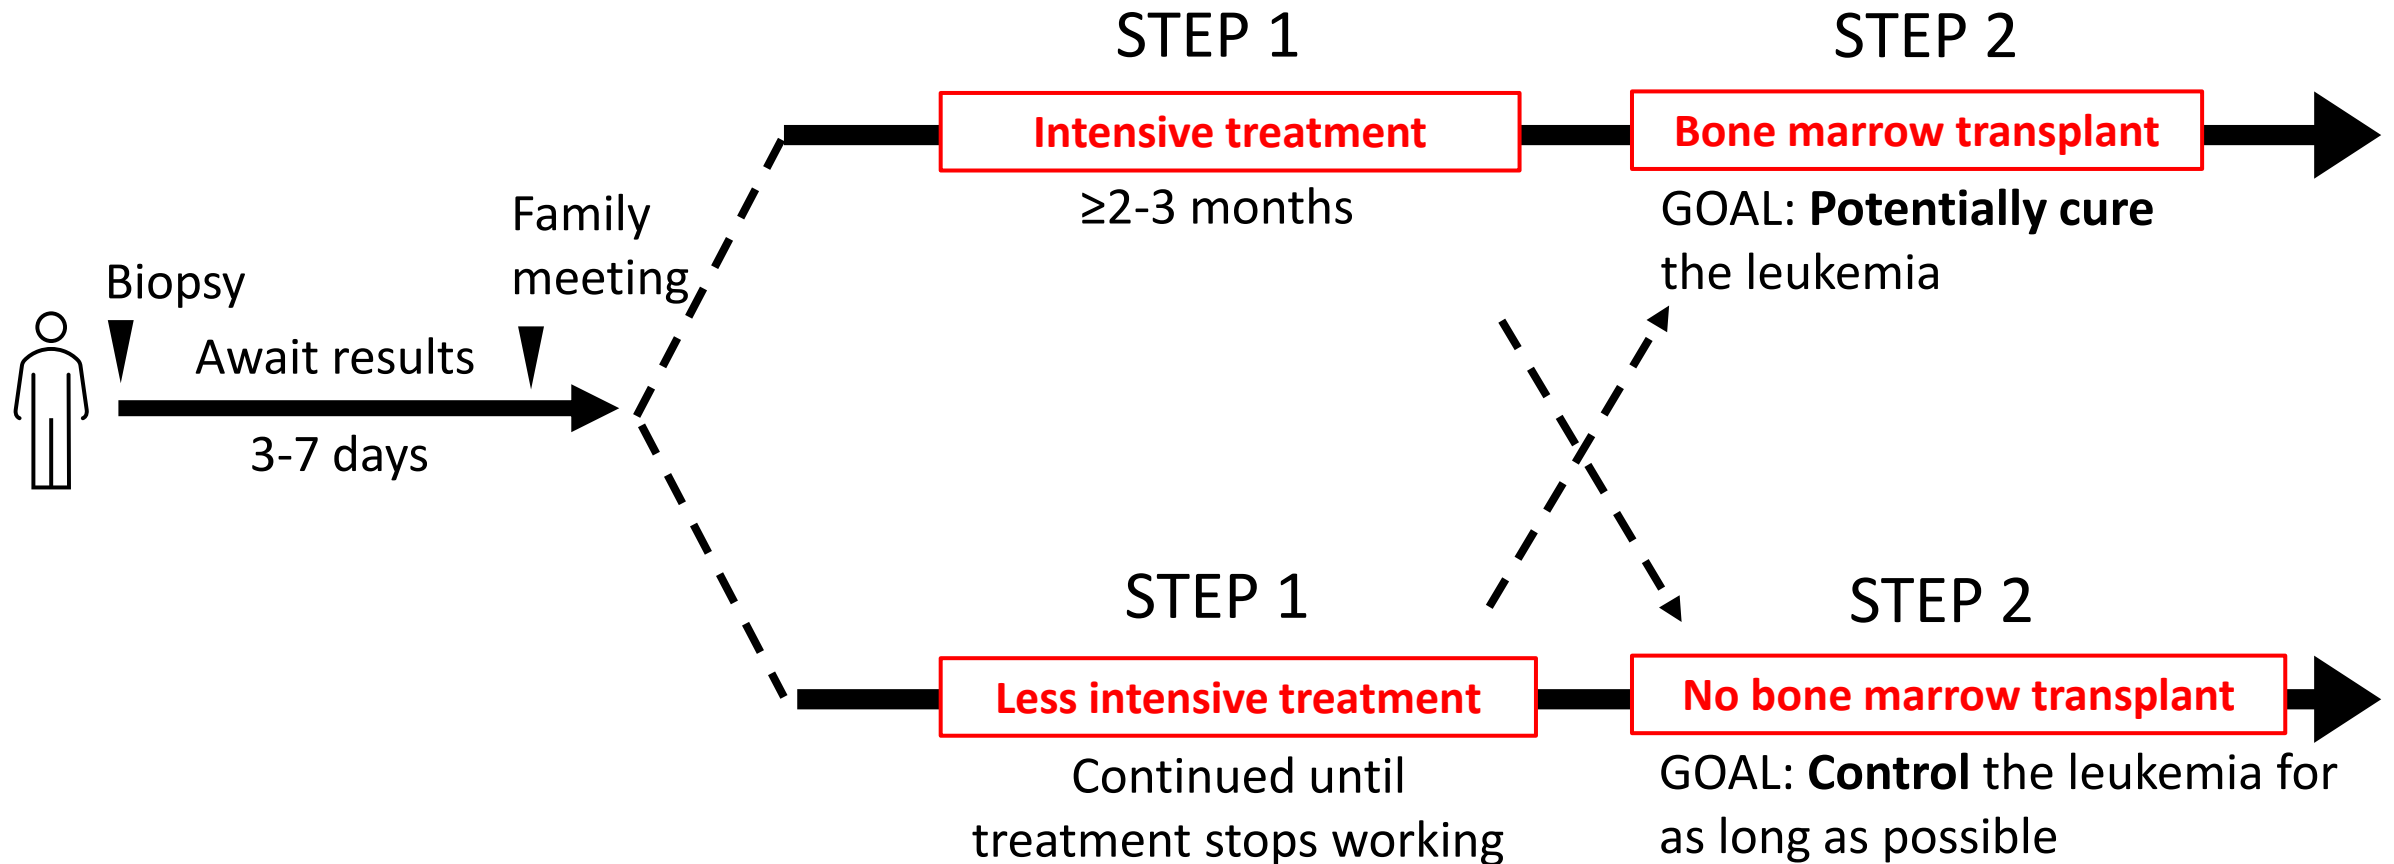 Biopsy
Await results
3-7 days
Family
meeting
STEP 1
Intensive treatment
≥2-3 months
STEP 2
Bone marrow transplant
GOAL: Potentially cure
the leukemia
STEP 1
Less intensive treatment
Continued until
treatment stops working
STEP 2
No bone marrow transplant
GOAL: Control the leukemia for
as long as possible